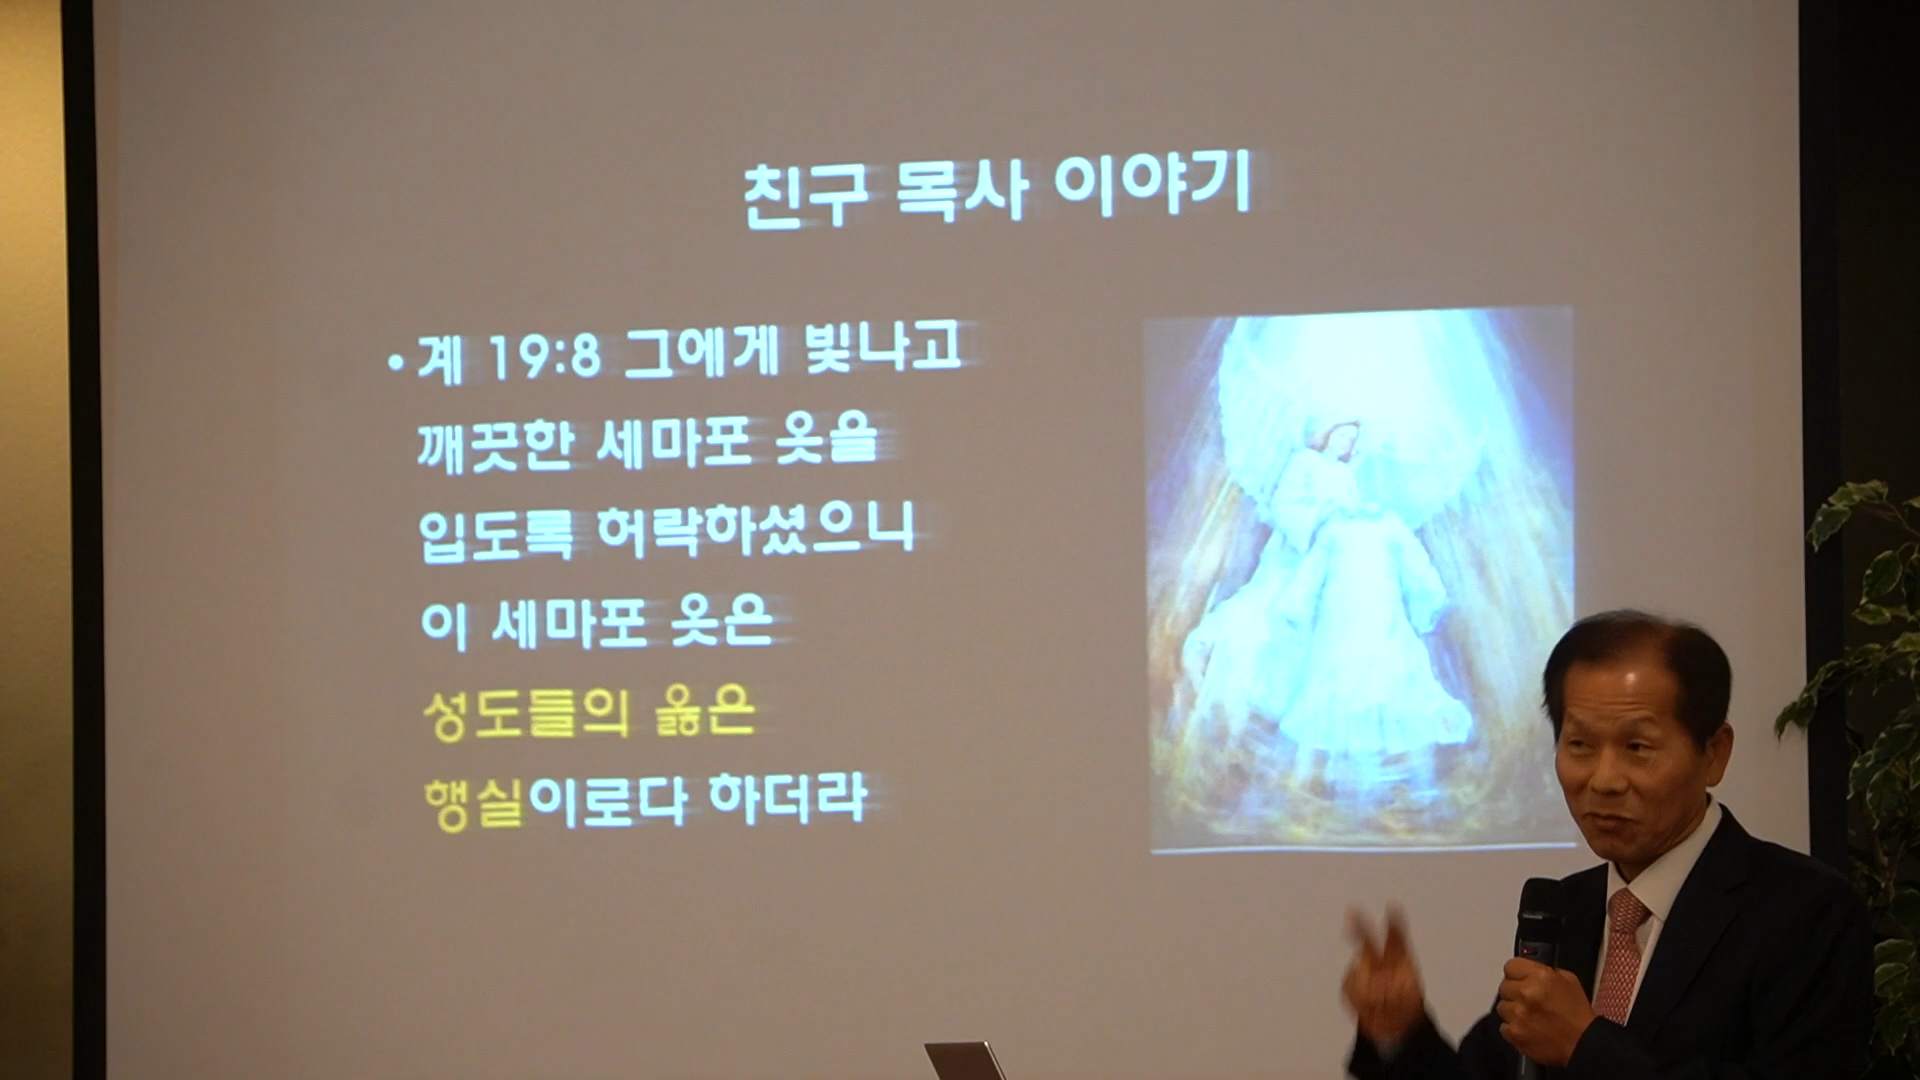 친구 목사 이야기
• 계 19:8 그에게 빛나고
깨끗한 세마포 옷을
입도록 허락하셨으니
이 세마포 옷은
성도들의 옳은
행실이로다 하더라